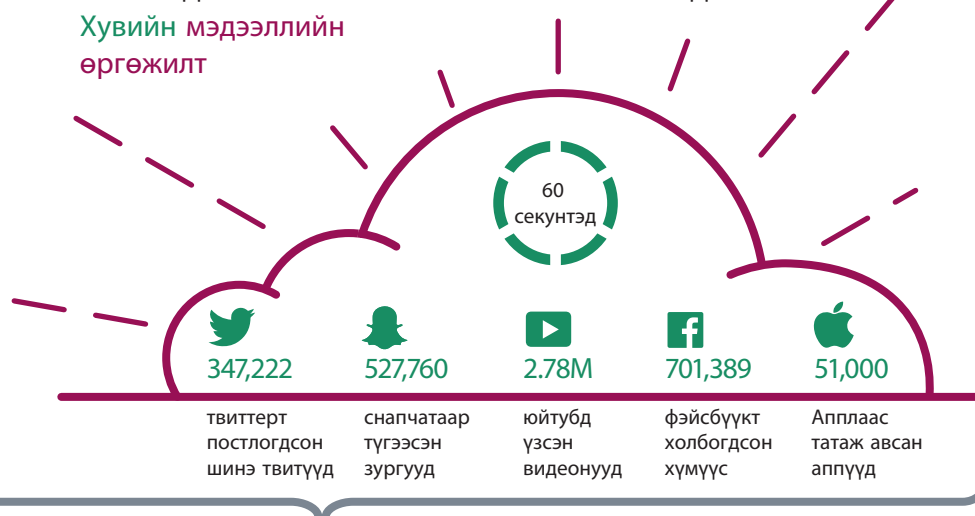 Хувийн мэдээллийн
өргөжилт
60
секунтэд
347,222
твиттерт
постлогдсон
шинэ твитүүд
527,760
снапчатаар
түгээсэн
зургууд
2.78M
юйтубд
үзсэн
видеонууд
701,389
фэйсбүүкт
холбогдсон
хүмүүс
51,000
Апплаас
татаж авсан
аппүүд